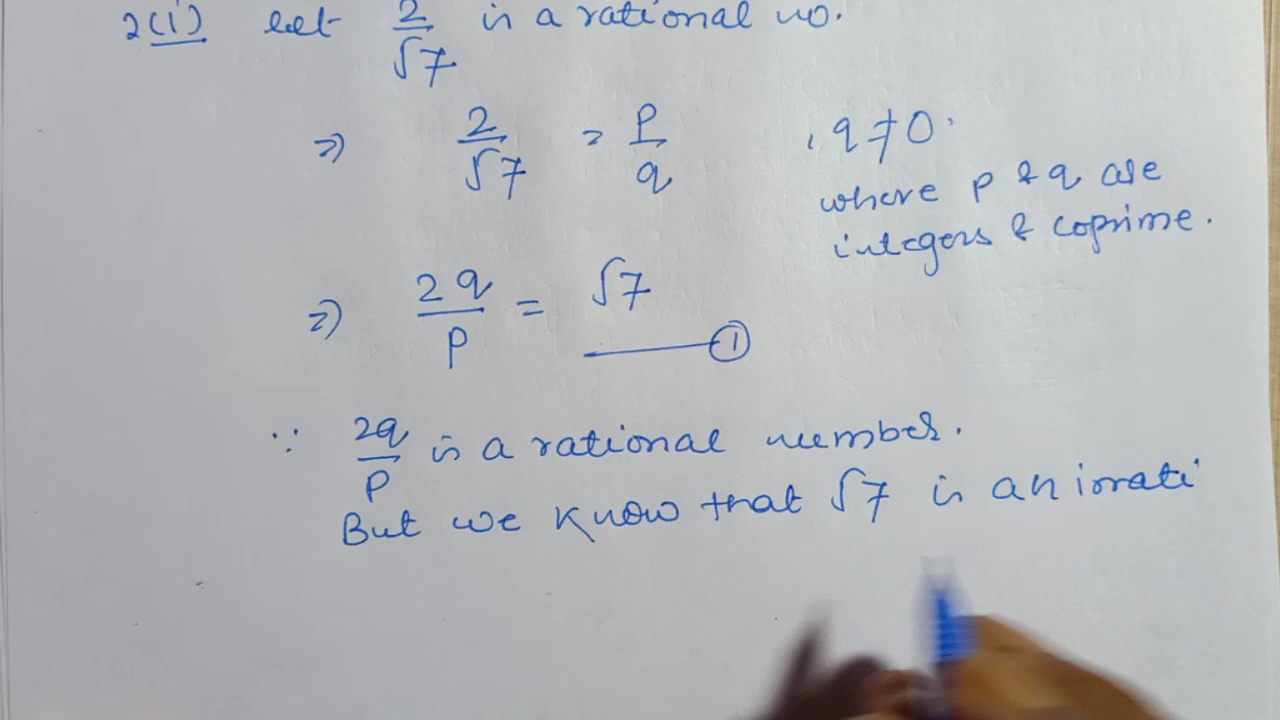 2(i) let 2/√7 is a rational no.
⇒ 2/√7 = p/q , q ≠ 0.
where p & q are
integers & coprime.
⇒ 2q/p = √7 ①
∵ 2q/p is a rational number.
But we know that √7 is an irrati